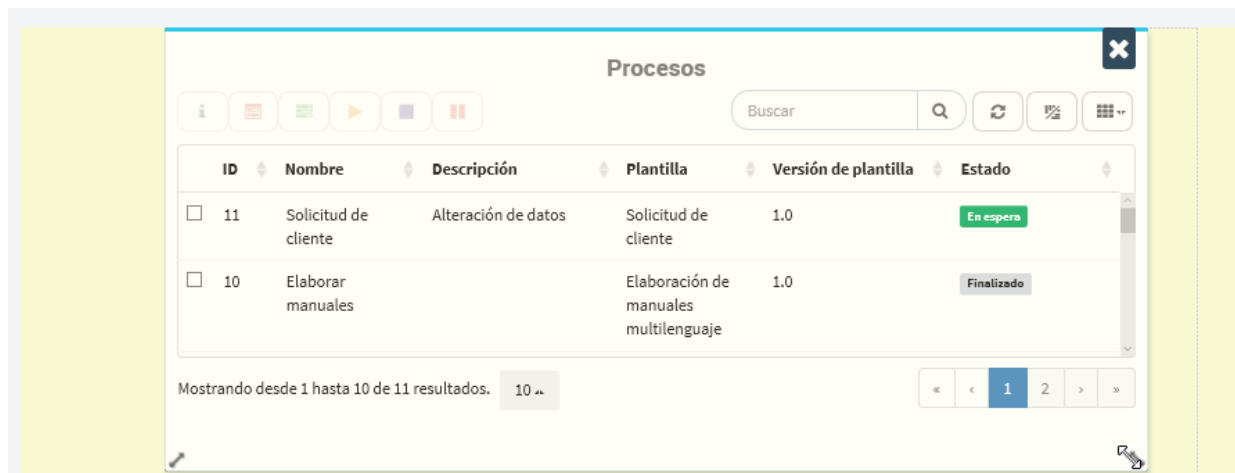 Procesos
Buscar
ID Nombre Descripción Plantilla Versión de plantilla Estado
11 Solicitud de Alteración de datos Solicitud de 1.0 En espera
cliente cliente
10 Elaborar Elaboración de 1.0 Finalizado
manuales manuales
multilenguaje
Mostrando desde 1 hasta 10 de 11 resultados. 10 « ‹ 1 2 › »